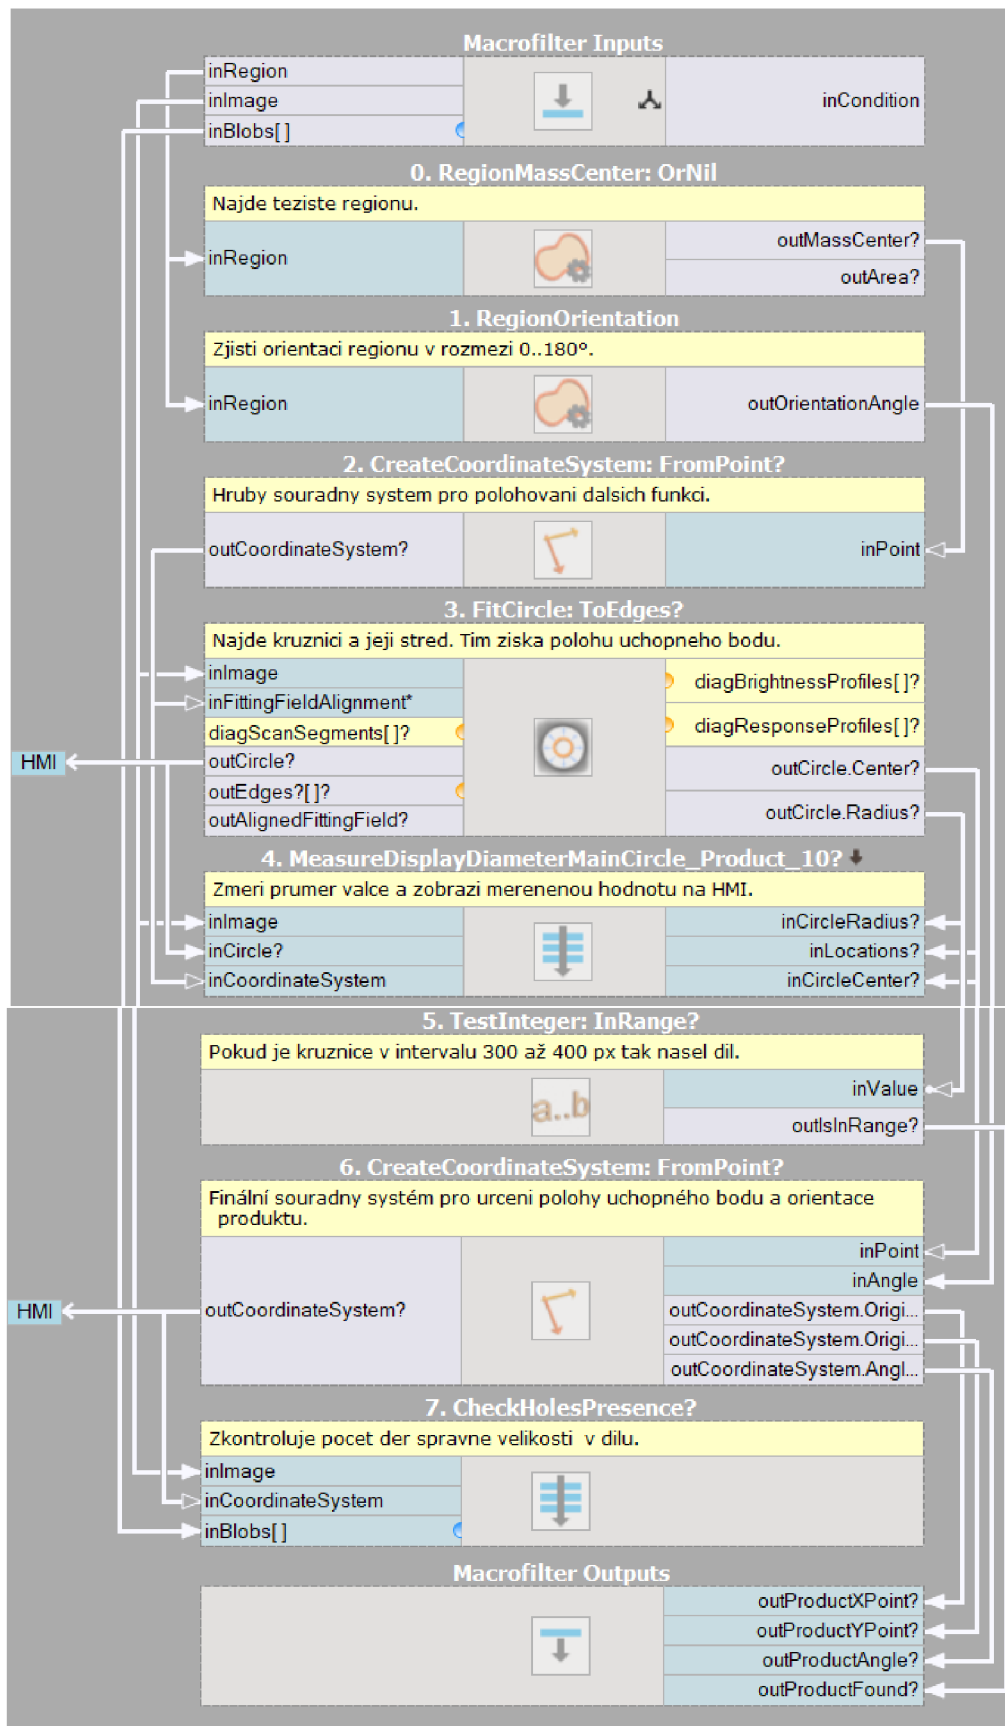 Macrofilter Inputs
inRegion
inImage
inBlobs[ ]
inCondition
0. RegionMassCenter: OrNil
Najde teziste regionu.
inRegion
outMassCenter?
outArea?
1. RegionOrientation
Zjisti orientaci regionu v rozmezi 0..180º.
inRegion
outOrientationAngle
2. CreateCoordinateSystem: FromPoint?
Hruby souradny system pro polohovani dalsich funkci.
outCoordinateSystem?
inPoint
3. FitCircle: ToEdges?
Najde kruznici a jeji stred. Tim ziska polohu uchopneho bodu.
inImage
inFittingFieldAlignment*
diagScanSegments[ ]?
outCircle?
outEdges?[ ]?
outAlignedFittingField?
diagBrightnessProfiles[ ]?
diagResponseProfiles[ ]?
outCircle.Center?
outCircle.Radius?
HMI
4. MeasureDisplayDiameterMainCircle_Product_10?
Zmeri prumer valce a zobrazi merenenou hodnotu na HMI.
inImage
inCircle?
inCoordinateSystem
inCircleRadius?
inLocations?
inCircleCenter?
5. TestInteger: InRange?
Pokud je kruznice v intervalu 300 až 400 px tak nasel dil.
a..b
inValue
outIsInRange?
6. CreateCoordinateSystem: FromPoint?
Finální souradny systém pro urceni polohy uchopného bodu a orientace
produktu.
outCoordinateSystem?
inPoint
inAngle
outCoordinateSystem.Origi...
outCoordinateSystem.Origi...
outCoordinateSystem.Angl...
HMI
7. CheckHolesPresence?
Zkontroluje pocet der spravne velikosti v dilu.
inImage
inCoordinateSystem
inBlobs[ ]
Macrofilter Outputs
outProductXPoint?
outProductYPoint?
outProductAngle?
outProductFound?